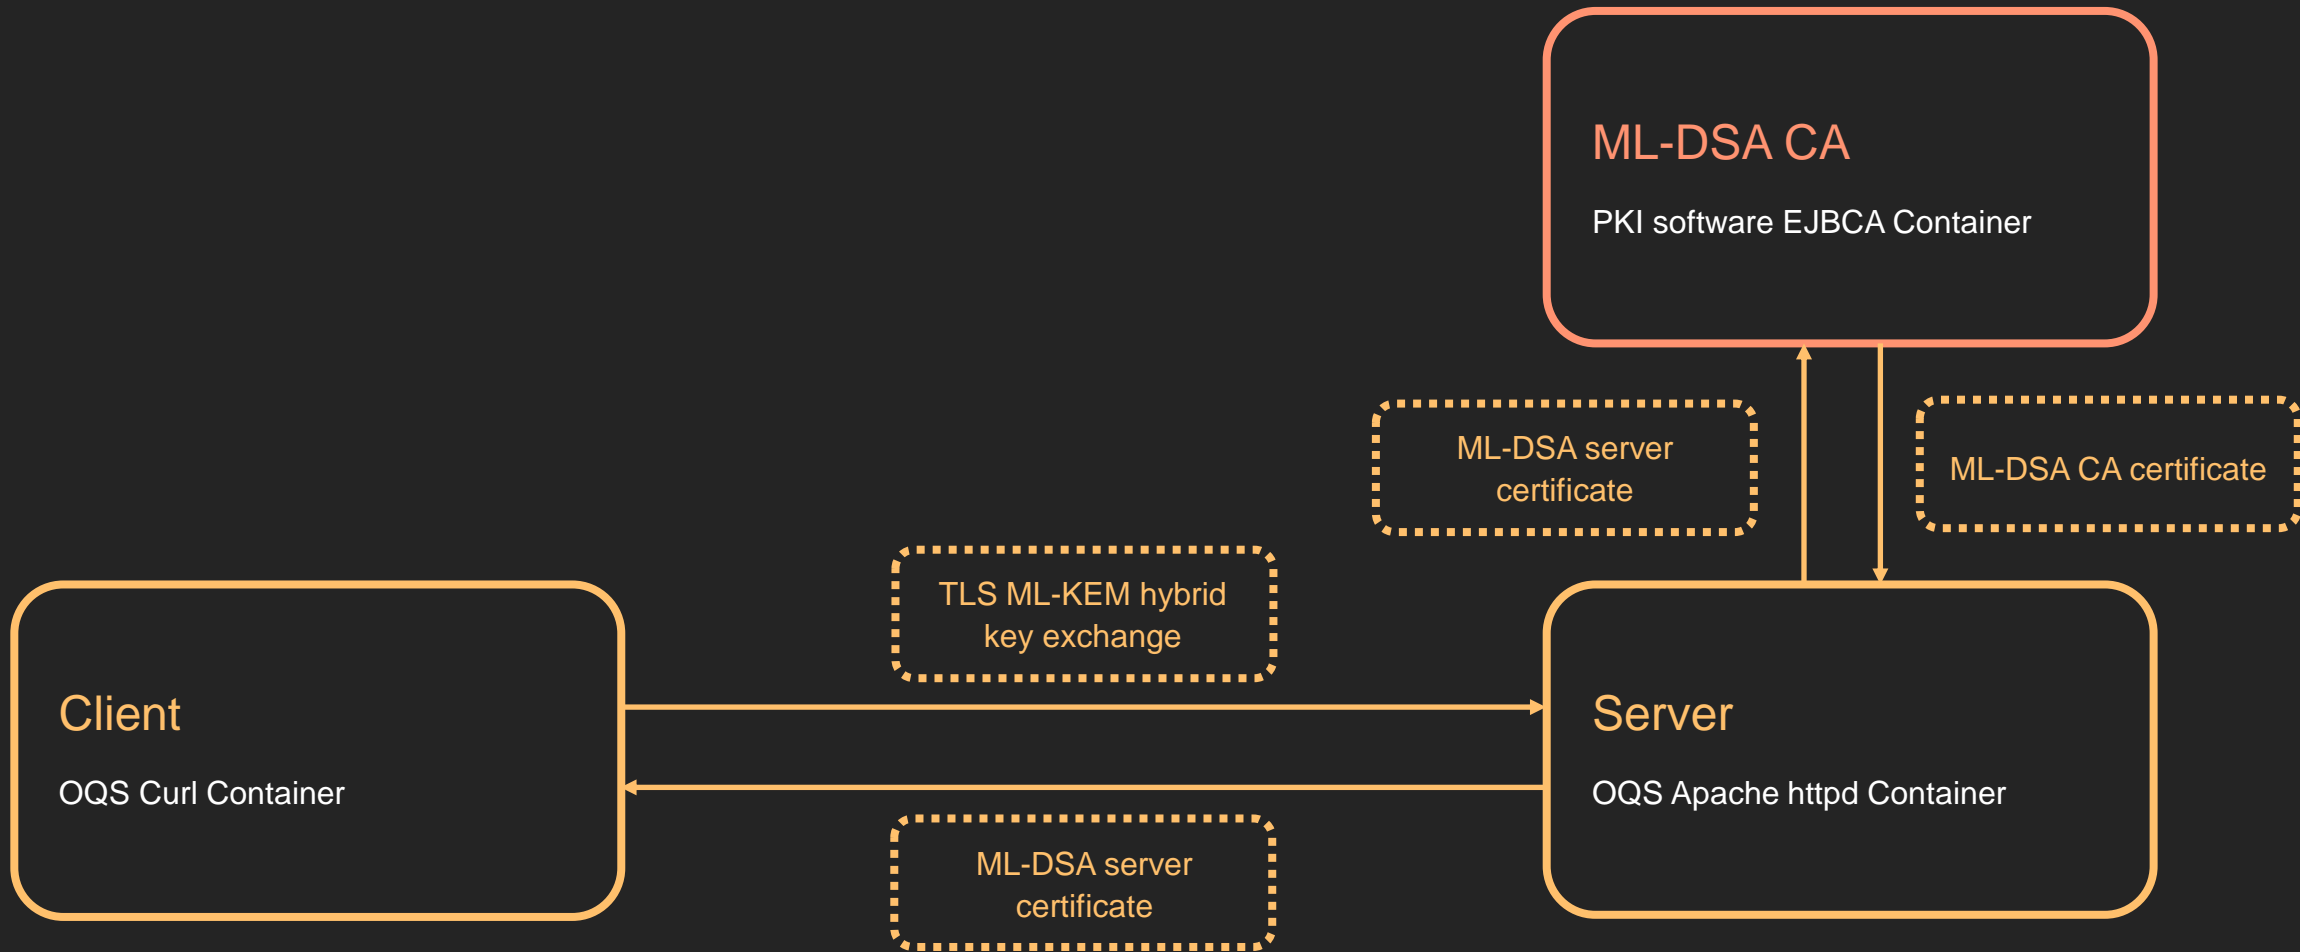 ML-DSA CA
PKI software EJBCA Container
ML-DSA server
certificate
ML-DSA CA certificate
TLS ML-KEM hybrid
key exchange
Client
OQS Curl Container
Server
OQS Apache httpd Container
ML-DSA server
certificate